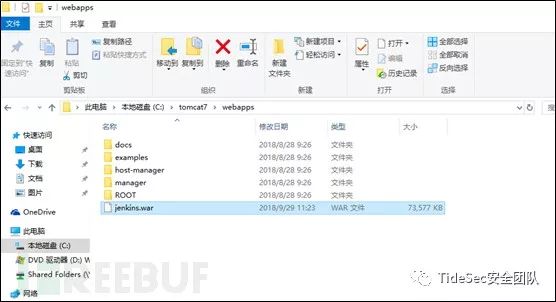 webapps
文件 主页 共享 查看
固定到"快速访问" 复制 粘贴 复制路径 粘贴快捷方式 剪切 移动到 复制到 删除 重命名 新建文件夹 新建项目 轻松访问 属性 打开 编辑 历史记录 全部选择 全部取消 反向选择
剪贴板 组织 新建 打开 选择
此电脑 > 本地磁盘 (C:) > tomcat7 > webapps
名称 修改日期 类型 大小
快速访问
桌面
下载
文档
图片
OneDrive
此电脑
本地磁盘 (C:)
DVD 驱动器 (D:) W
Shared Folders (\\
网络
docs 2018/8/28 9:26 文件夹
examples 2018/8/28 9:26 文件夹
host-manager 2018/8/28 9:26 文件夹
manager 2018/8/28 9:26 文件夹
ROOT 2018/8/28 9:26 文件夹
jenkins.war 2018/9/29 11:23 WAR 文件 73,577 KB
FREEBUF
TideSec安全团队